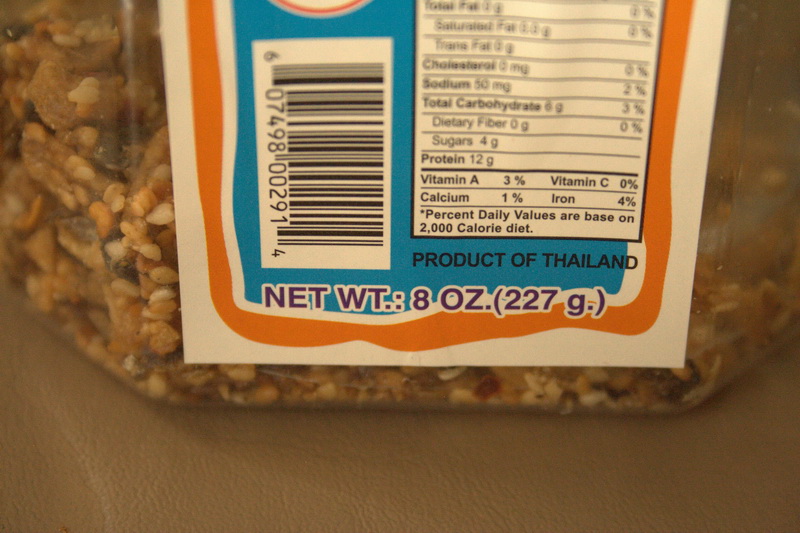 Total Fat 0 g 0 %
Saturated Fat 0.0 g 0 %
Trans Fat 0 g
Cholesterol 0 mg 0 %
Sodium 50 mg 2 %
Total Carbohydrate 6 g 3 %
Dietary Fiber 0 g 0 %
Sugars 4 g
Protein 12 g
Vitamin A 3 % Vitamin C 0%
Calcium 1 % Iron 4%
*Percent Daily Values are base on
2,000 Calorie diet.
6 07498 00291 4
PRODUCT OF THAILAND
NET WT.: 8 OZ.(227 g.)